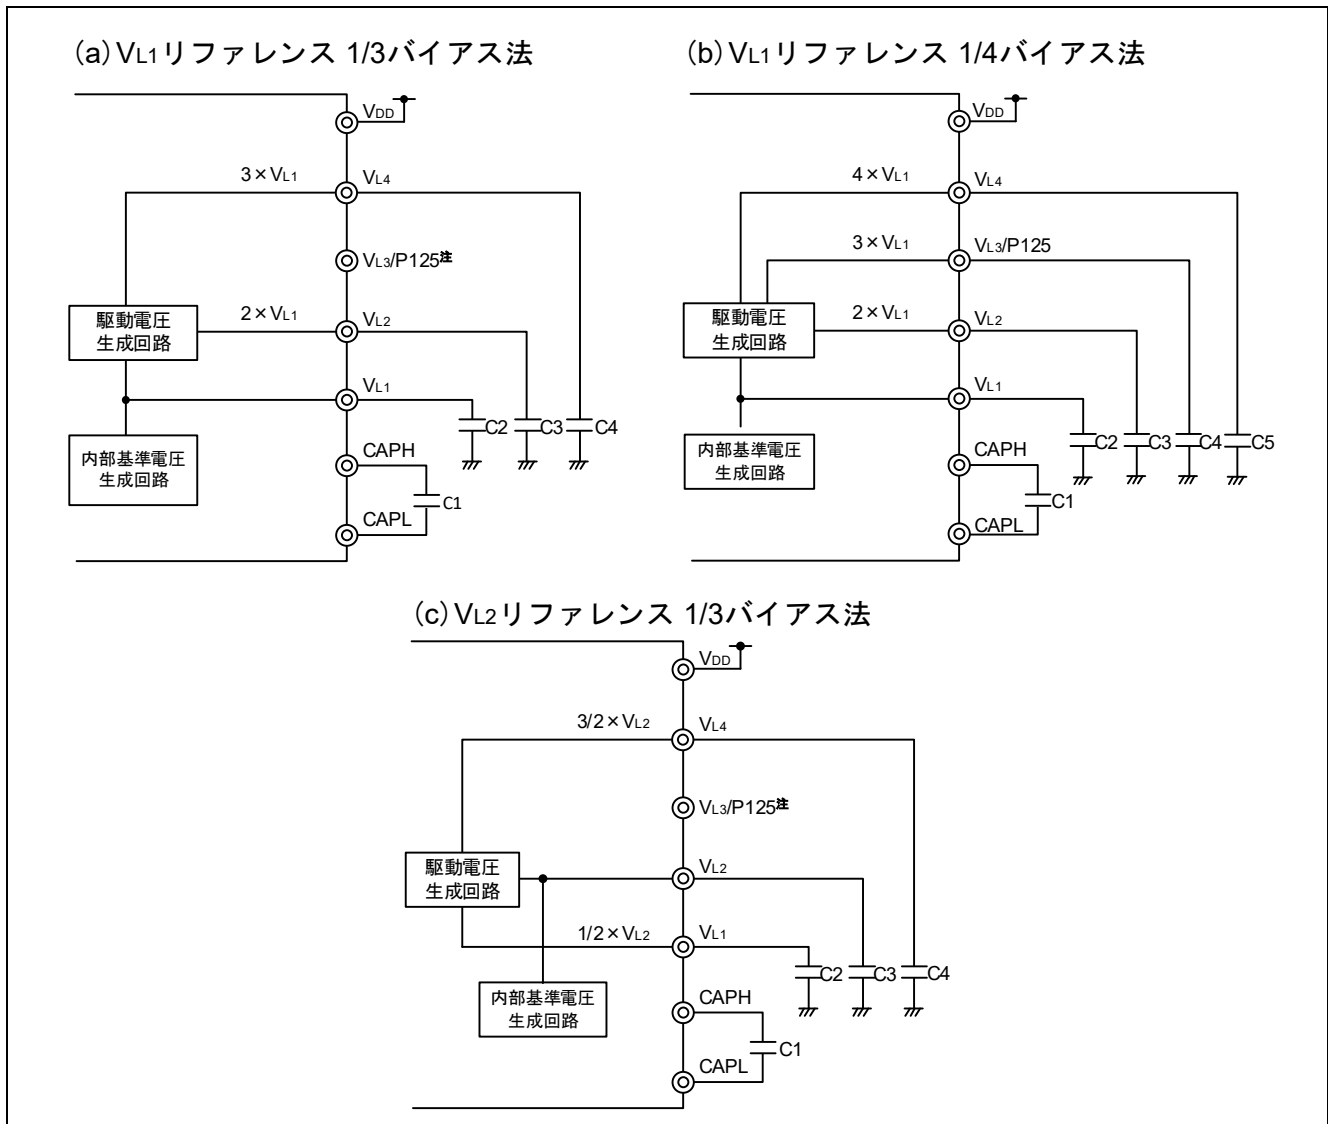 (a) VL1リファレンス 1/3バイアス法
VDD
3×VL1
VL4
VL3/P125注
駆動電圧
生成回路
2×VL1
VL2
VL1
内部基準電圧
生成回路
C2
C3
C4
CAPH
C1
CAPL
(b) VL1リファレンス 1/4バイアス法
VDD
4×VL1
VL4
3×VL1
VL3/P125
駆動電圧
生成回路
2×VL1
VL2
VL1
内部基準電圧
生成回路
C2
C3
C4
C5
CAPH
C1
CAPL
(c) VL2リファレンス 1/3バイアス法
VDD
3/2×VL2
VL4
VL3/P125注
駆動電圧
生成回路
VL2
1/2×VL2
VL1
C2
C3
C4
内部基準電圧
生成回路
CAPH
C1
CAPL